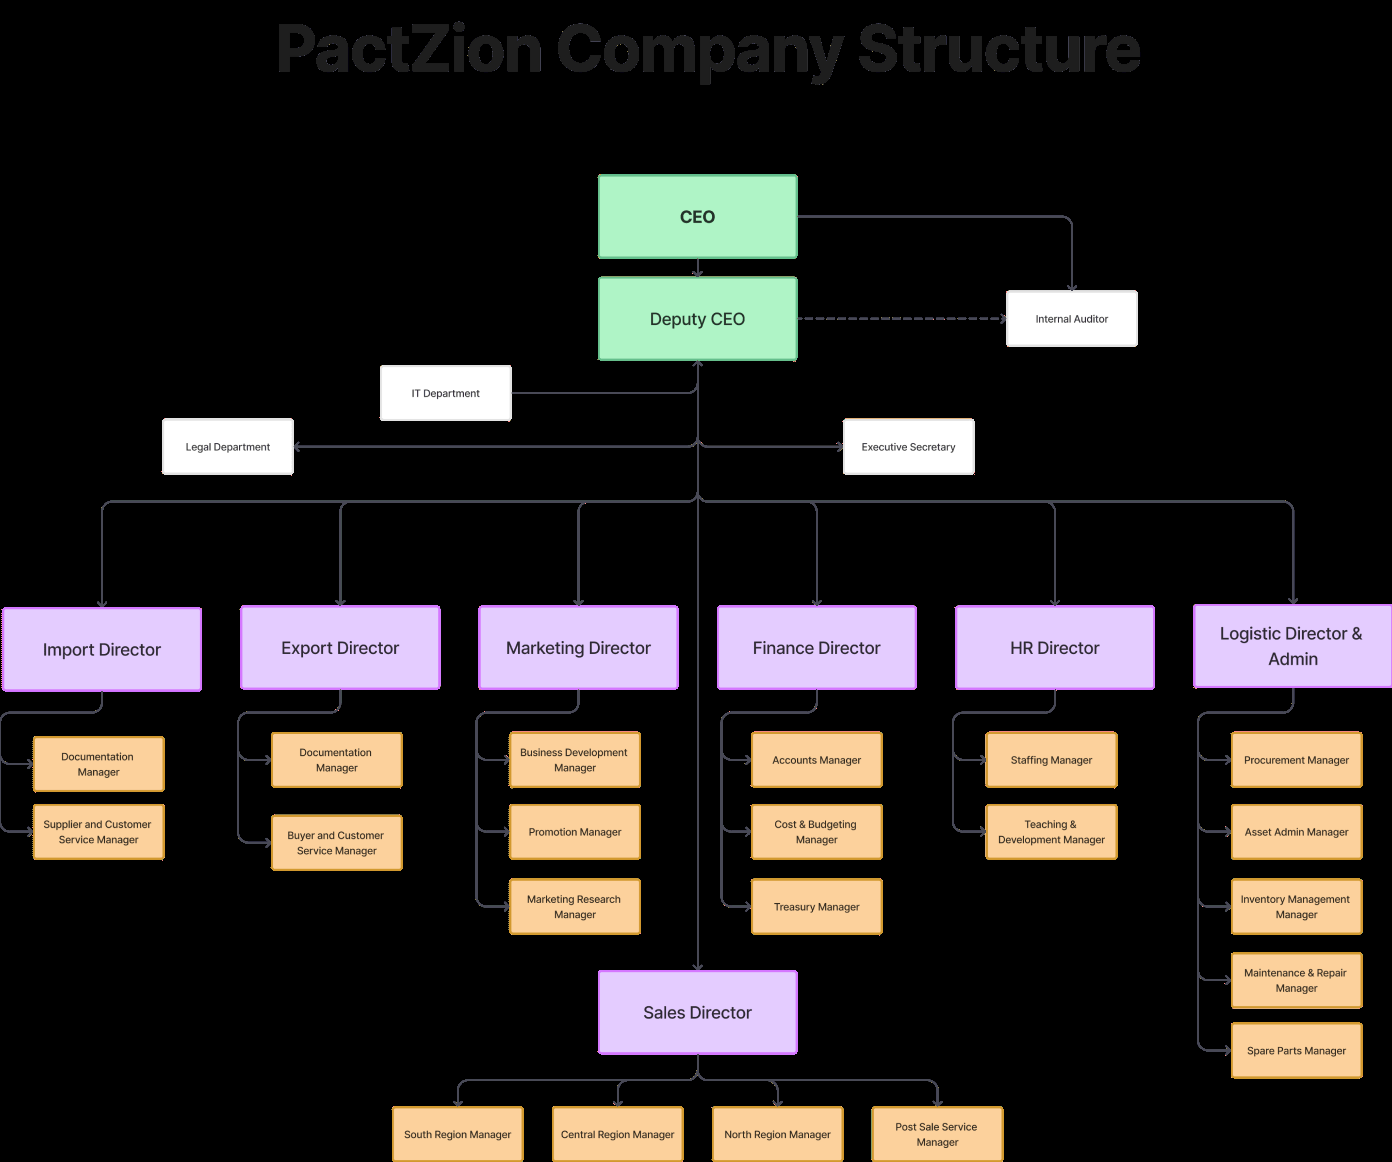 PactZion Company Structure
CEO
Deputy CEO
Internal Auditor
IT Department
Legal Department
Executive Secretary
Import Director
Export Director
Marketing Director
Finance Director
HR Director
Logistic Director &
Admin
Documentation
Manager
Supplier and Customer
Service Manager
Documentation
Manager
Buyer and Customer
Service Manager
Business Development
Manager
Promotion Manager
Marketing Research
Manager
Accounts Manager
Cost & Budgeting
Manager
Treasury Manager
Staffing Manager
Teaching &
Development Manager
Procurement Manager
Asset Admin Manager
Inventory Management
Manager
Maintenance & Repair
Manager
Spare Parts Manager
Sales Director
South Region Manager
Central Region Manager
North Region Manager
Post Sale Service
Manager